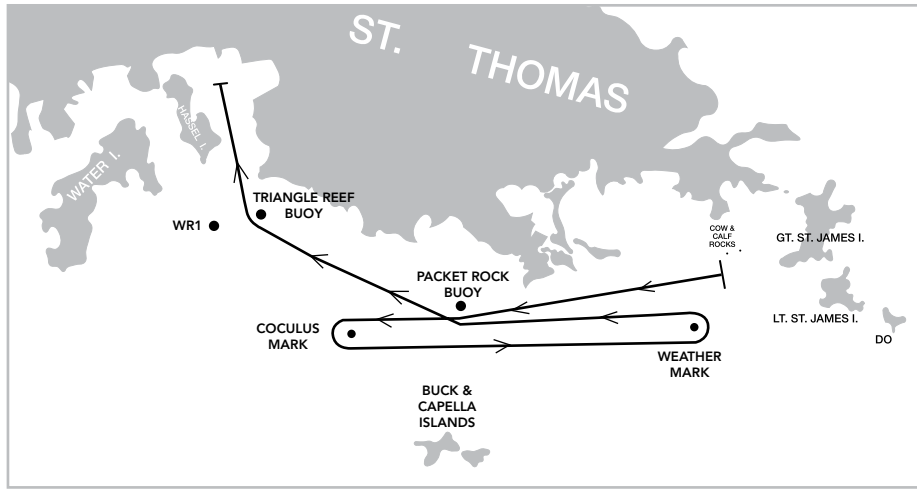 ST.
THOMAS
HASSEL I.
WATER I.
TRIANGLE REEF
BUOY
WR1
COW &
CALF
ROCKS
GT. ST. JAMES I.
PACKET ROCK
BUOY
LT. ST. JAMES I.
COCULUS
MARK
DO
WEATHER
MARK
BUCK &
CAPELLA
ISLANDS